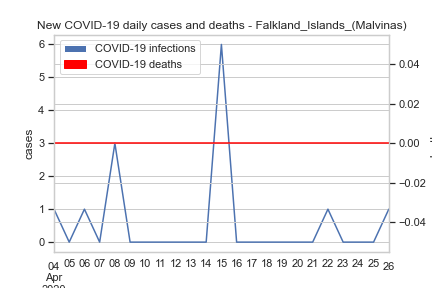 New COVID-19 daily cases and deaths - Falkland_Islands_(Malvinas)
COVID-19 infections
COVID-19 deaths
cases
6
5
4
3
2
1
0
0.04
0.02
0.00
−0.02
−0.04
04 05 06 07 08 09 10 11 12 13 14 15 16 17 18 19 20 21 22 23 24 25 26
Apr